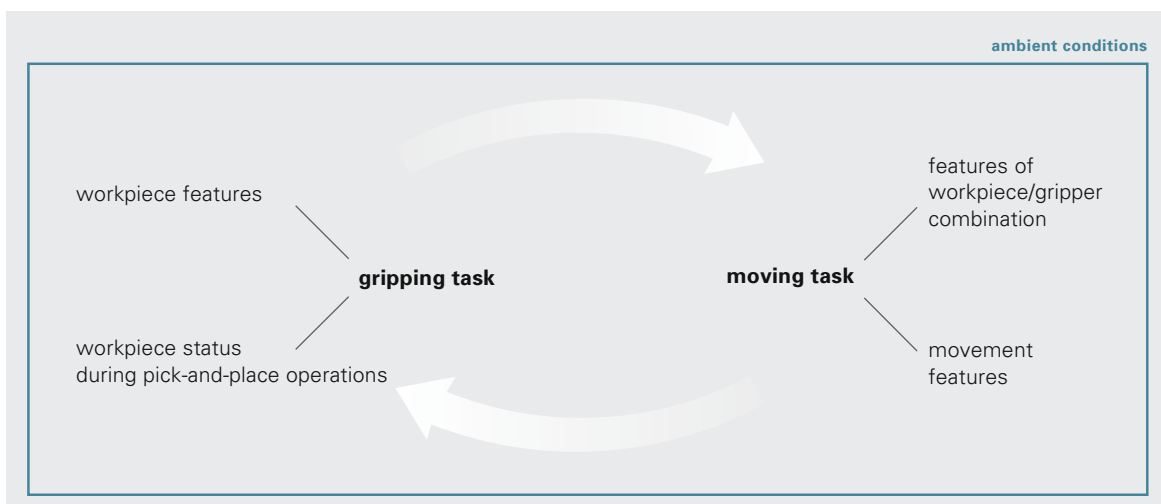 ambient conditions
workpiece features
gripping task
workpiece status
during pick-and-place operations
features of
workpiece/gripper
combination
moving task
movement
features